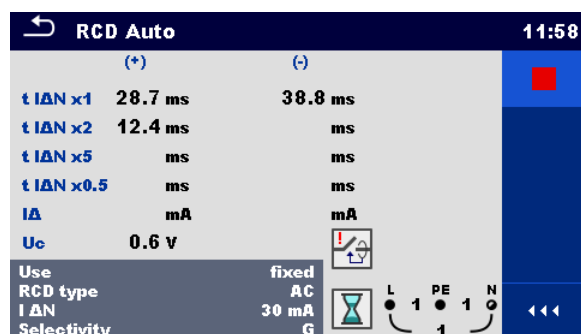 RCD Auto 11:58
(+) (-)
t IΔN x1 28.7 ms 38.8 ms
t IΔN x2 12.4 ms ms
t IΔN x5 ms ms
t IΔN x0.5 ms ms
IΔ mA mA
Uc 0.6 V
Use fixed
RCD type AC
I ΔN 30 mA
Selectivity G
!
L PE N
1 1
1